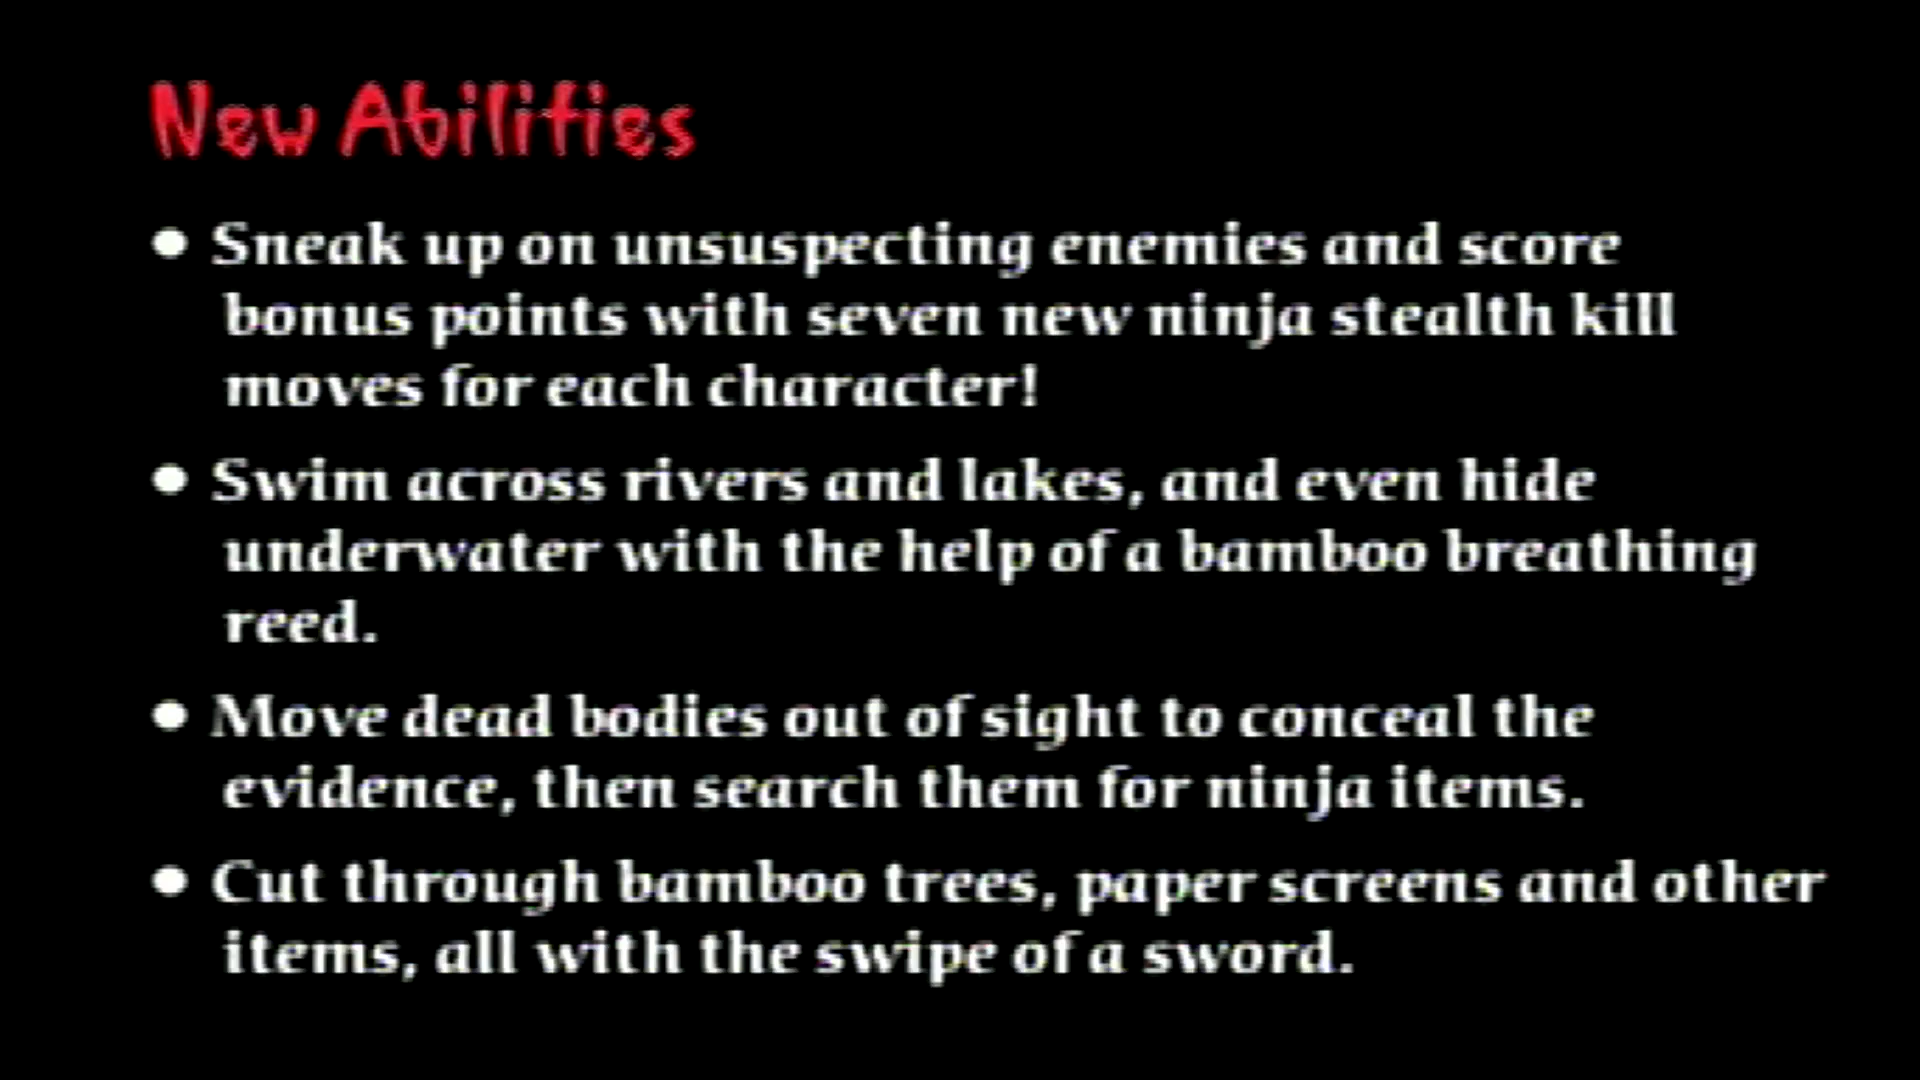 New Abilities
• Sneak up on unsuspecting enemies and score
bonus points with seven new ninja stealth kill
moves for each character!
• Swim across rivers and lakes, and even hide
underwater with the help of a bamboo breathing
reed.
• Move dead bodies out of sight to conceal the
evidence, then search them for ninja items.
• Cut through bamboo trees, paper screens and other
items, all with the swipe of a sword.